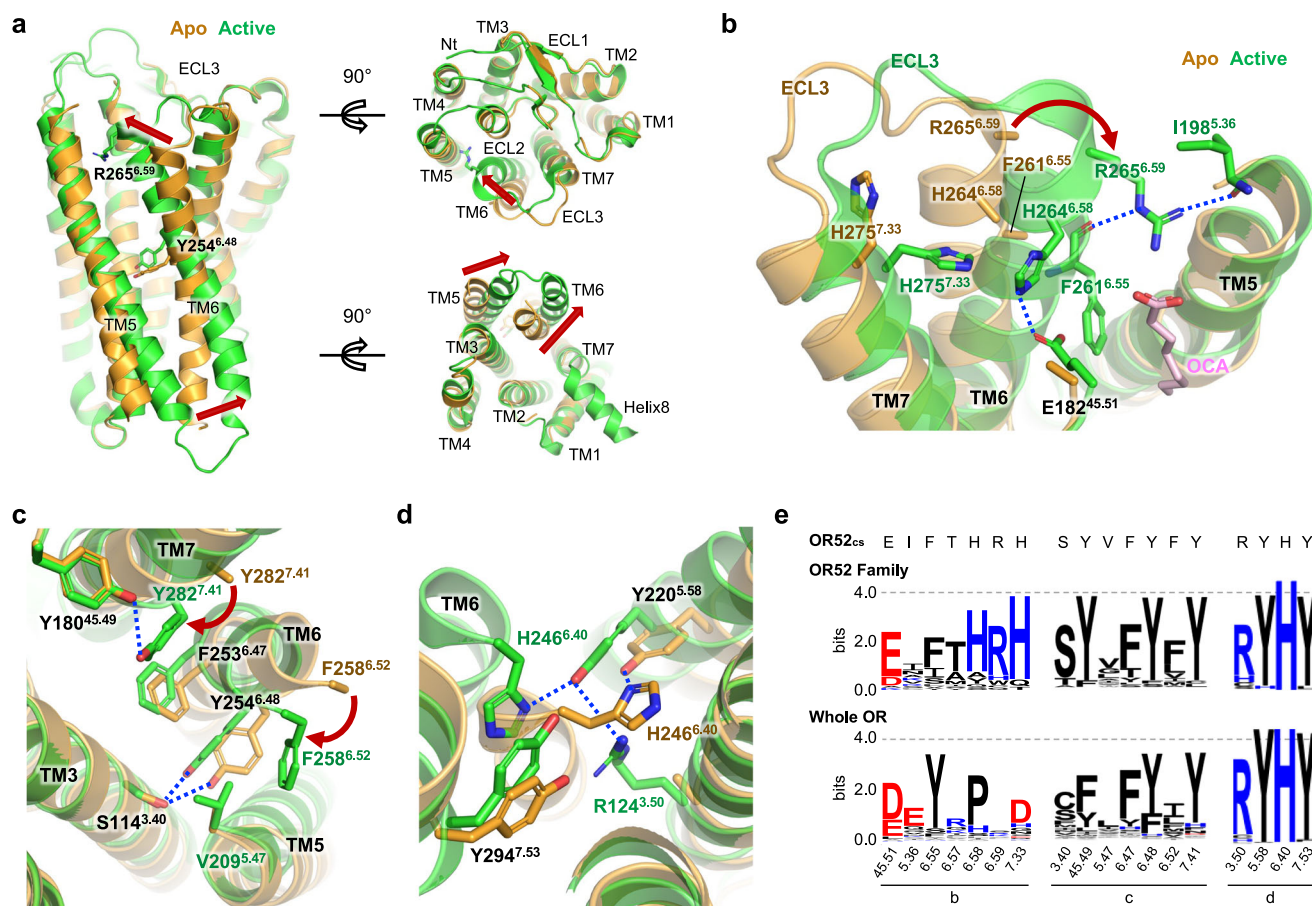 a
Apo Active
ECL3
R265^6.59
Y254^6.48
TM5
TM6
90°
90°
Nt
TM3
ECL1
TM2
TM4
TM1
ECL2
TM5
TM7
TM6
ECL3
TM5
TM6
TM3
TM7
TM2
Helix8
TM4
TM1
b
Apo Active
ECL3
ECL3
R265^6.59
I198^5.36
F261^6.55
R265^6.59
H264^6.58
H264^6.58
H275^7.33
H275^7.33
F261^6.55
TM5
OCA
TM7
TM6
E182^45.51
c
TM7
Y282^7.41
Y282^7.41
Y180^45.49
TM6
F253^6.47
F258^6.52
Y254^6.48
F258^6.52
TM3
S114^3.40
TM5
V209^5.47
d
TM6
Y220^5.58
H246^6.40
H246^6.40
R124^3.50
Y294^7.53
e
OR52cs E I F T H R H S Y V F Y F Y R Y H Y
OR52 Family
4.0
bits
2.0
0.0
E I F T H R H S Y V F Y F Y R Y H Y
Whole OR
4.0
bits
2.0
0.0
D E Y R P D C F F Y I Y R Y H Y
45.51 5.36 6.55 6.57 6.58 6.59 7.33 3.40 45.49 5.47 6.47 6.48 6.52 7.41 3.50 5.58 6.40 7.53
b c d